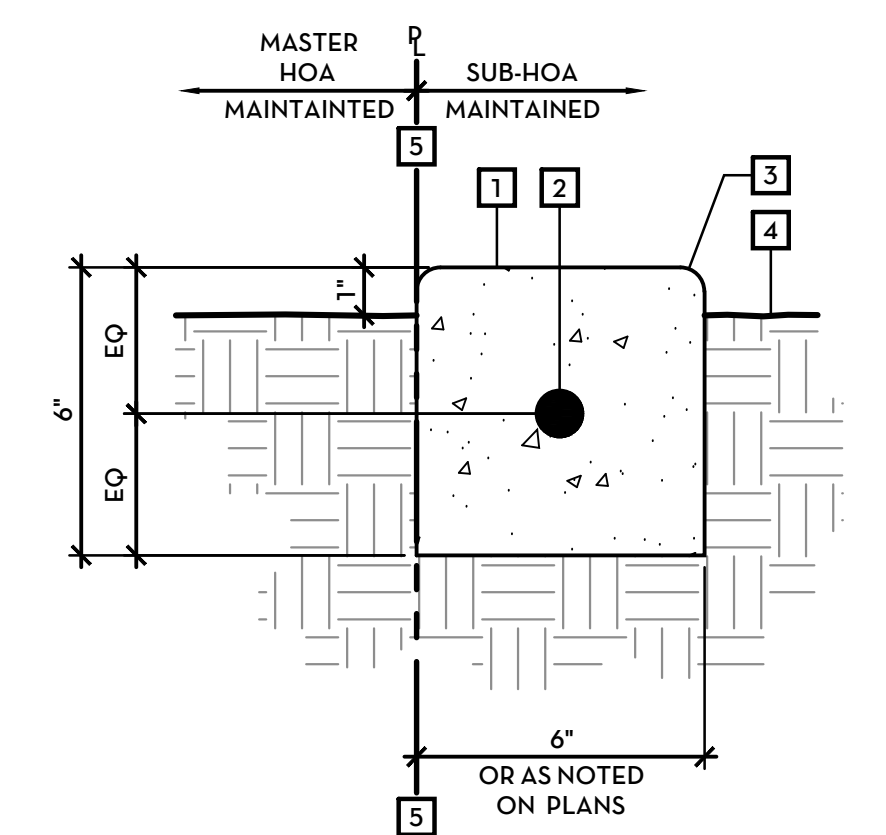 PL
MASTER
HOA
MAINTAINTED
SUB-HOA
MAINTAINED
5
1
2
3
4
1"
EQ
6"
EQ
6"
OR AS NOTED
ON PLANS
5